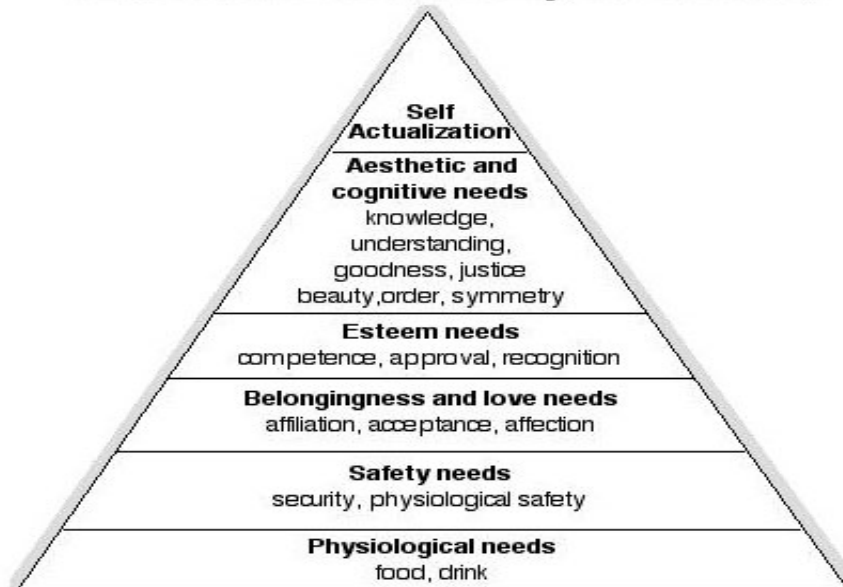 Self
Actualization
Aesthetic and
cognitive needs
knowledge,
understanding,
goodness, justice
beauty,order, symmetry
Esteem needs
competence, approval, recognition
Belongingness and love needs
affiliation, acceptance, affection
Safety needs
security, physiological safety
Physiological needs
food, drink